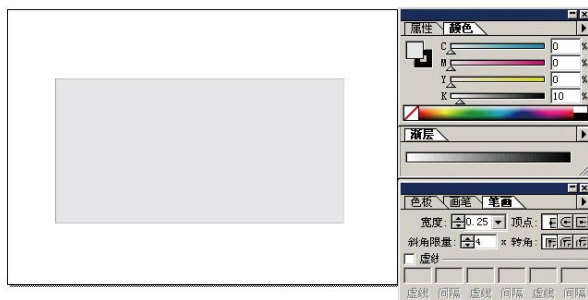 属性 颜色
C 0 %
M 0 %
Y 0 %
K 10 %
渐层
色板 画笔 笔画
宽度: 0.25 顶点:
斜角限量: 4 x 转角:
虚线
虚线 间隔 虚线 间隔 虚线 间隔